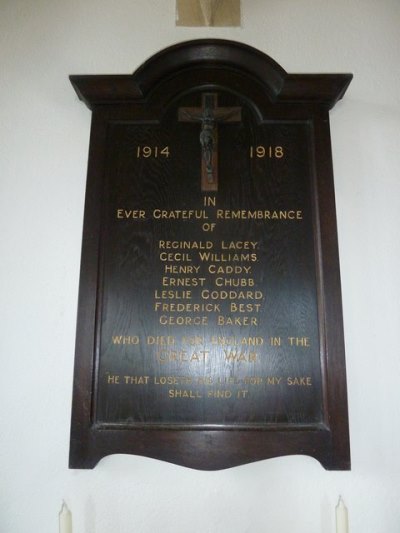 1914 1918
IN
EVER GRATEFUL REMEMBRANCE
OF
REGINALD LACEY.
CECIL WILLIAMS.
HENRY CADDY.
ERNEST CHUBB.
LESLIE GODDARD.
FREDERICK BEST.
GEORGE BAKER.
WHO DIED FOR ENGLAND IN THE
GREAT WAR.
HE THAT LOSETH HIS LIFE FOR MY SAKE
SHALL FIND IT.